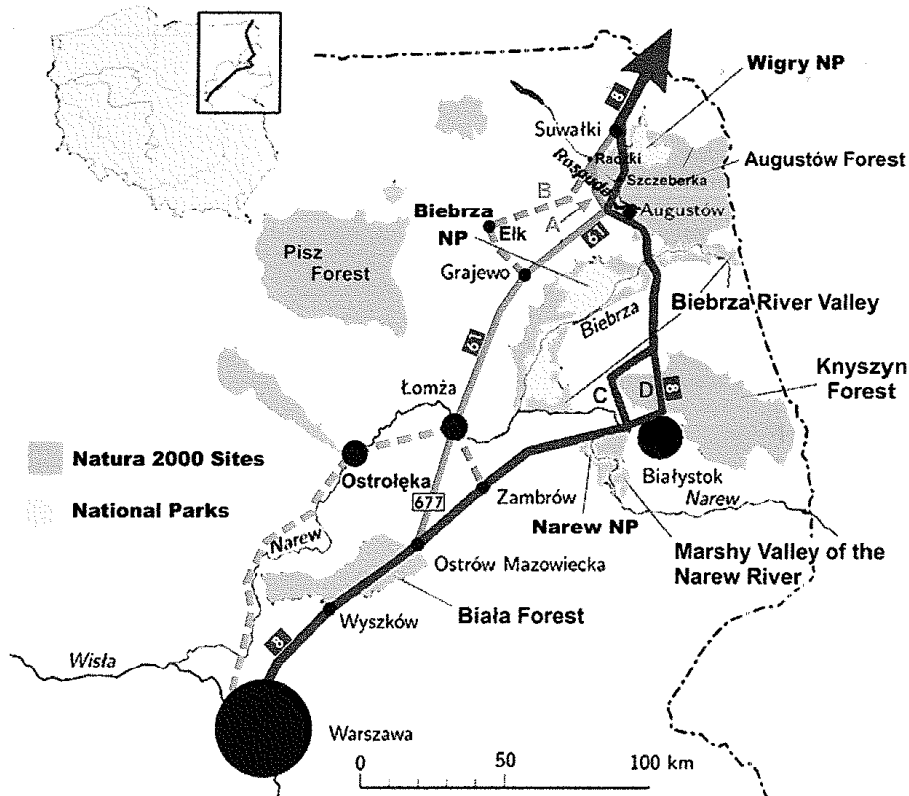 Wigry NP
8
Suwałki
Raczki
Augustów Forest
Rospuda
Szczeberka
B
A
Augustów
Biebrza
NP
Ełk
61
Pisz
Forest
Grajewo
Biebrza River Valley
Biebrza
61
Knyszyn
Forest
C
D
8
Łomża
Natura 2000 Sites
Ostrołęka
Białystok
677
Zambrów
Narew
National Parks
Narew NP
Narew
Marshy Valley of the
Narew River
Ostrów Mazowiecka
Biała Forest
Wyszków
8
Wisła
Warszawa
0
50
100 km